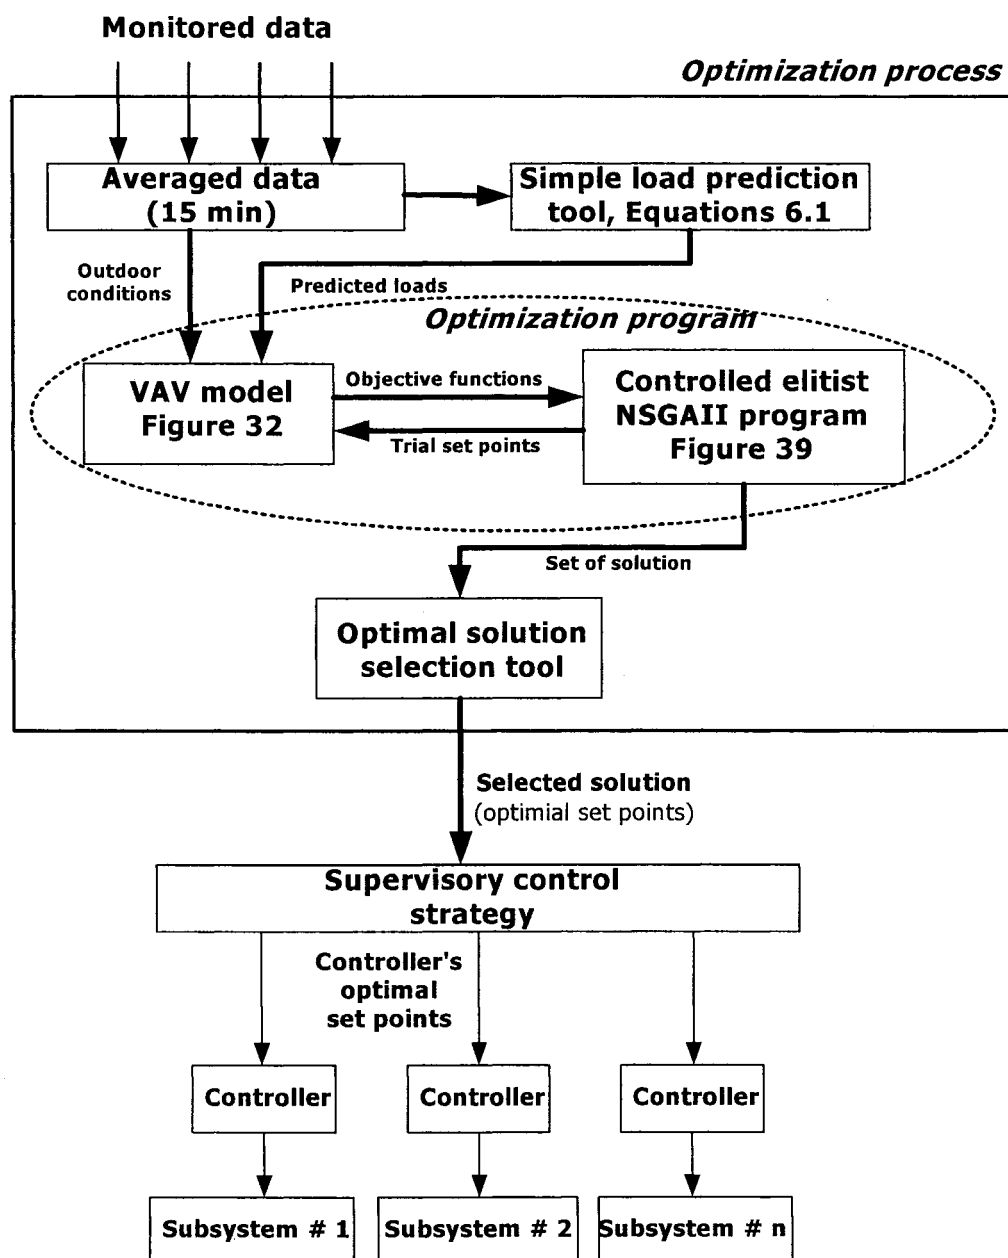 Monitored data
Optimization process
Averaged data
(15 min)
Simple load prediction
tool, Equations 6.1
Outdoor
conditions
Predicted loads
Optimization program
VAV model
Figure 32
Objective functions
Trial set points
Controlled elitist
NSGAII program
Figure 39
Set of solution
Optimal solution
selection tool
Selected solution
(optimial set points)
Supervisory control
strategy
Controller's
optimal
set points
Controller
Controller
Controller
Subsystem # 1
Subsystem # 2
Subsystem # n